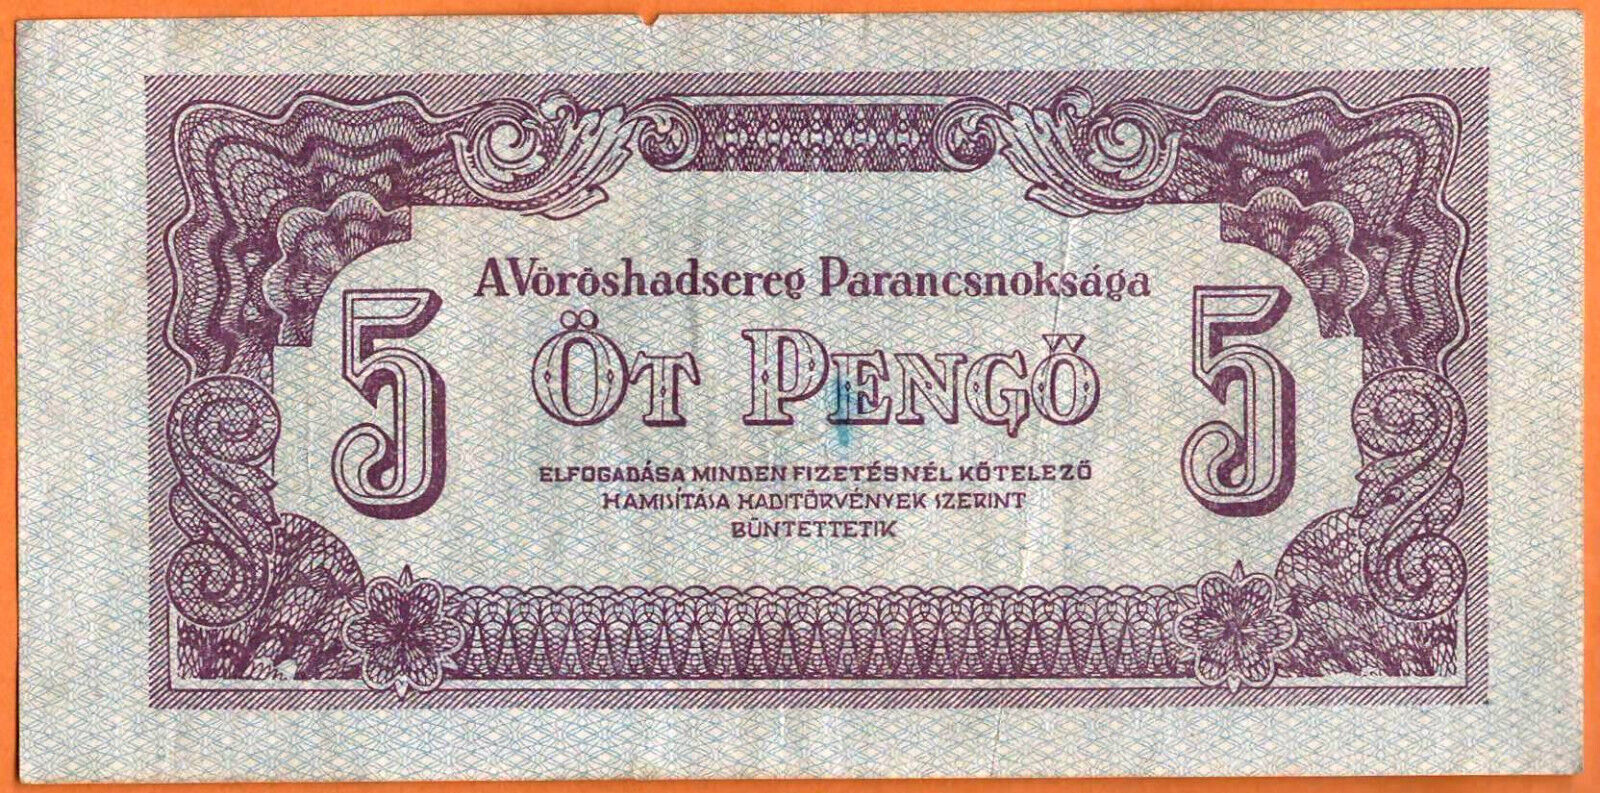 A Vöröshadsereg Parancsnoksága
5 ÖT PENGŐ 5
ELFOGADÁSA MINDEN FIZETÉSNÉL KÖTELEZŐ
HAMISÍTÁSA HADITÖRVÉNYEK SZERINT
BÜNTETTETIK